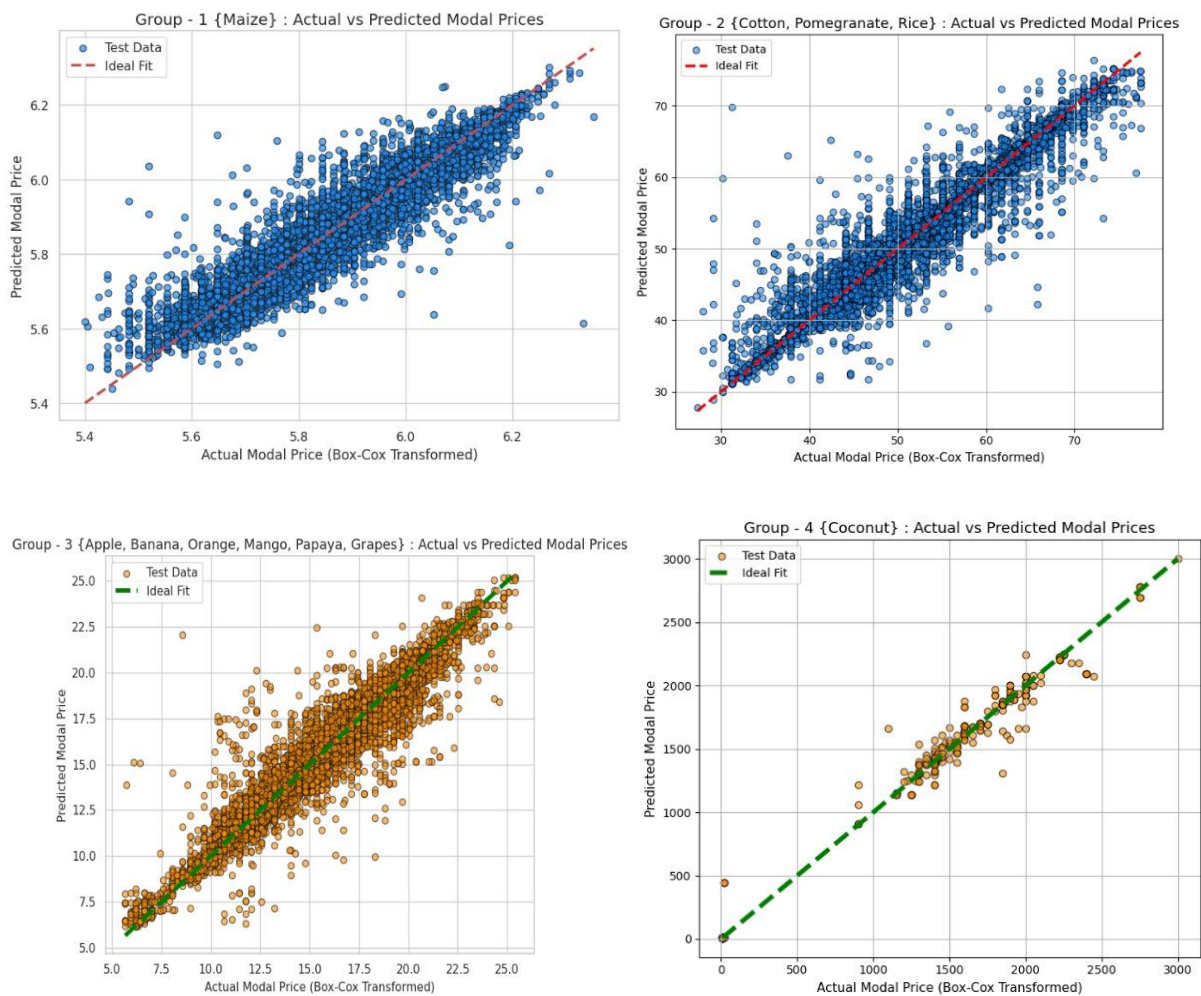 Group - 1 {Maize} : Actual vs Predicted Modal Prices
Test Data
Ideal Fit
Predicted Modal Price
6.2
6.0
5.8
5.6
5.4
5.4 5.6 5.8 6.0 6.2
Actual Modal Price (Box-Cox Transformed)
Group - 2 {Cotton, Pomegranate, Rice} : Actual vs Predicted Modal Prices
Test Data
Ideal Fit
Predicted Modal Price
70
60
50
40
30
30 40 50 60 70
Actual Modal Price (Box-Cox Transformed)
Group - 3 {Apple, Banana, Orange, Mango, Papaya, Grapes} : Actual vs Predicted Modal Prices
Test Data
Ideal Fit
Predicted Modal Price
25.0
22.5
20.0
17.5
15.0
12.5
10.0
7.5
5.0
5.0 7.5 10.0 12.5 15.0 17.5 20.0 22.5 25.0
Actual Modal Price (Box-Cox Transformed)
Group - 4 {Coconut} : Actual vs Predicted Modal Prices
Test Data
Ideal Fit
Predicted Modal Price
3000
2500
2000
1500
1000
500
0
0 500 1000 1500 2000 2500 3000
Actual Modal Price (Box-Cox Transformed)